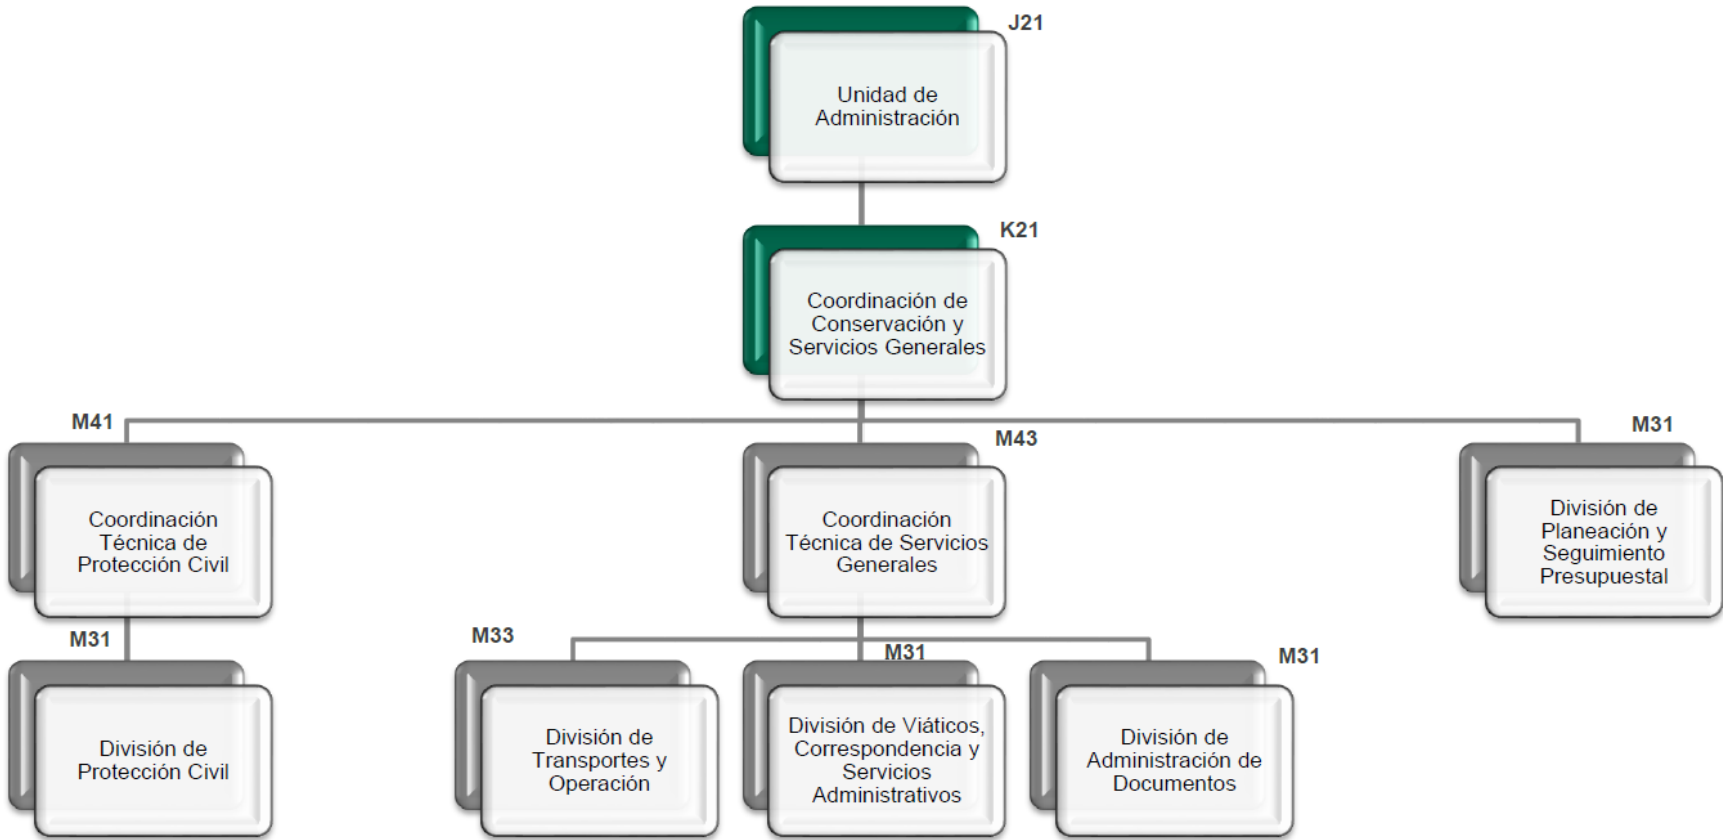 J21
Unidad de
Administración
K21
Coordinación de
Conservación y
Servicios Generales
M41
Coordinación
Técnica de
Protección Civil
M43
Coordinación
Técnica de Servicios
Generales
M31
División de
Planeación y
Seguimiento
Presupuestal
M31
División de
Protección Civil
M33
División de
Transportes y
Operación
M31
División de Viáticos,
Correspondencia y
Servicios
Administrativos
M31
División de
Administración de
Documentos